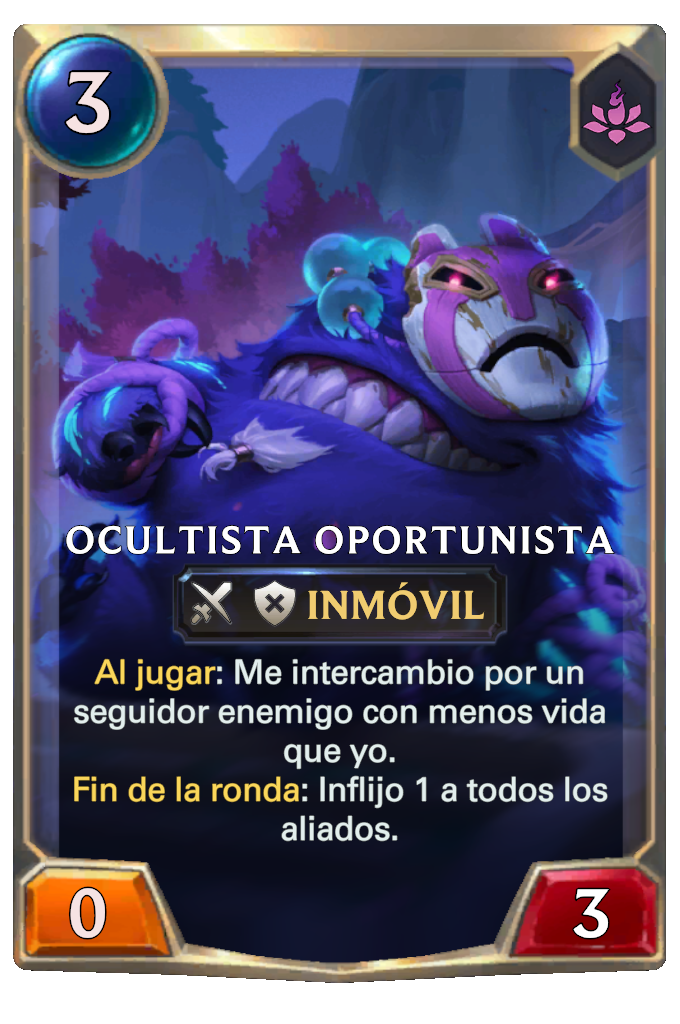 3
OCULTISTA OPORTUNISTA
INMÓVIL
Al jugar: Me intercambio por un
seguidor enemigo con menos vida
que yo.
Fin de la ronda: Inflijo 1 a todos los
aliados.
0
3